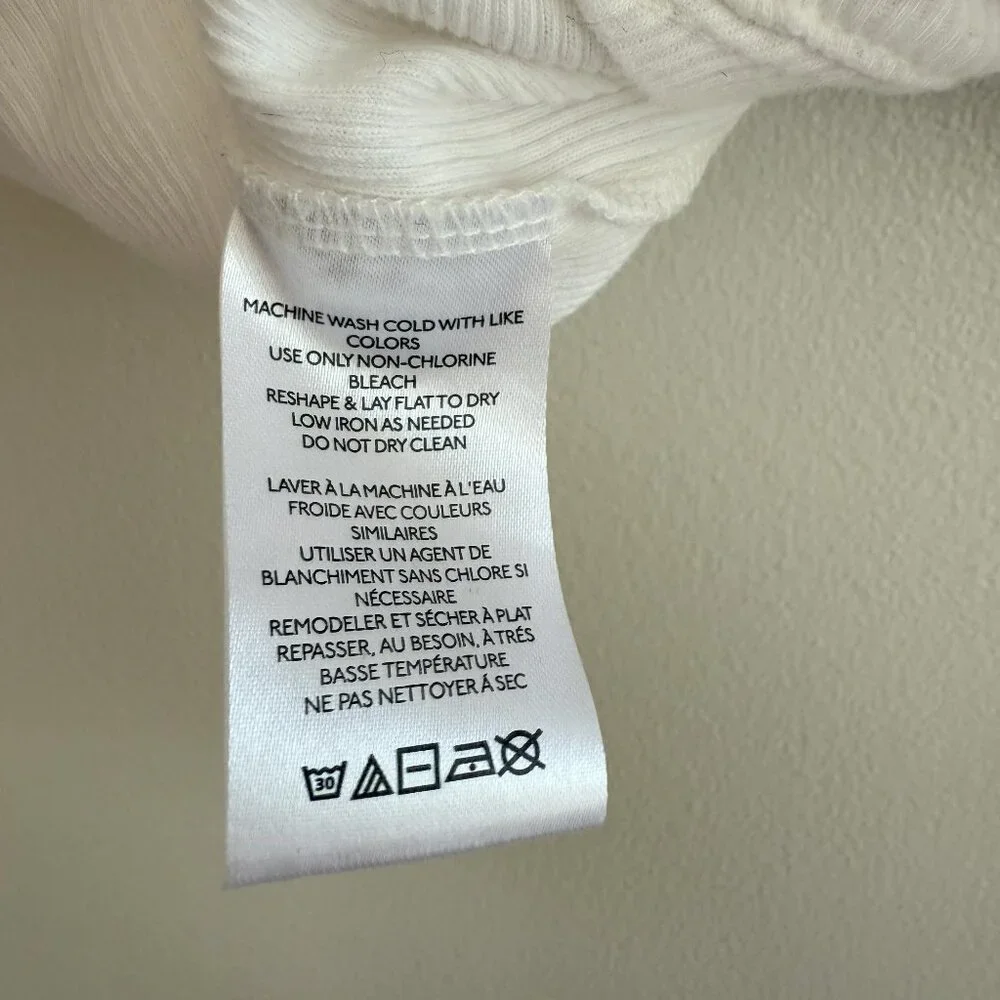 MACHINE WASH COLD WITH LIKE
COLORS
USE ONLY NON-CHLORINE
BLEACH
RESHAPE & LAY FLAT TO DRY
LOW IRON AS NEEDED
DO NOT DRY CLEAN
LAVER À LA MACHINE À L'EAU
FROIDE AVEC COULEURS
SIMILAIRES
UTILISER UN AGENT DE
BLANCHIMENT SANS CHLORE SI
NÉCESSAIRE
REMODELER ET SÉCHER À PLAT
REPASSER, AU BESOIN, À TRÉS
BASSE TEMPÉRATURE
NE PAS NETTOYER Á SEC
30